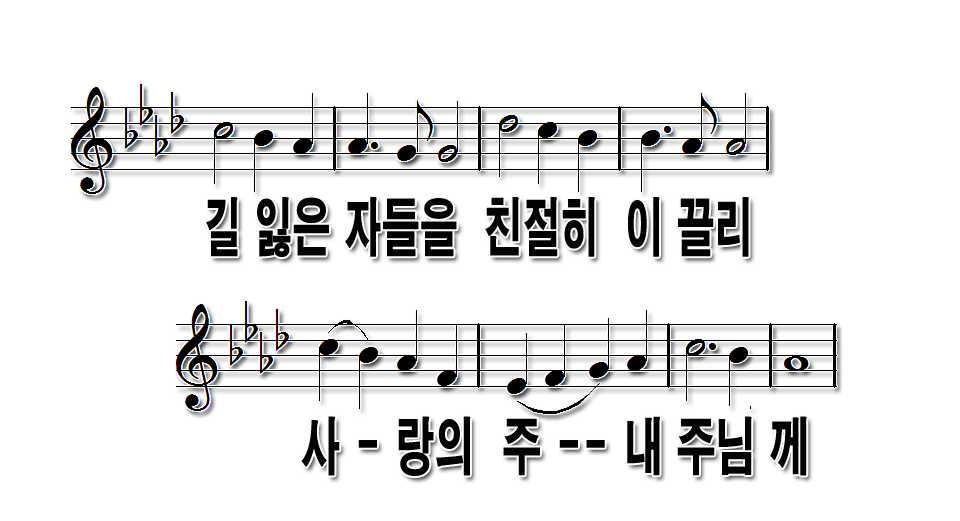 길 잃은 자들을 친절히 이 끌리
사 - 랑의 주 -- 내 주님 께